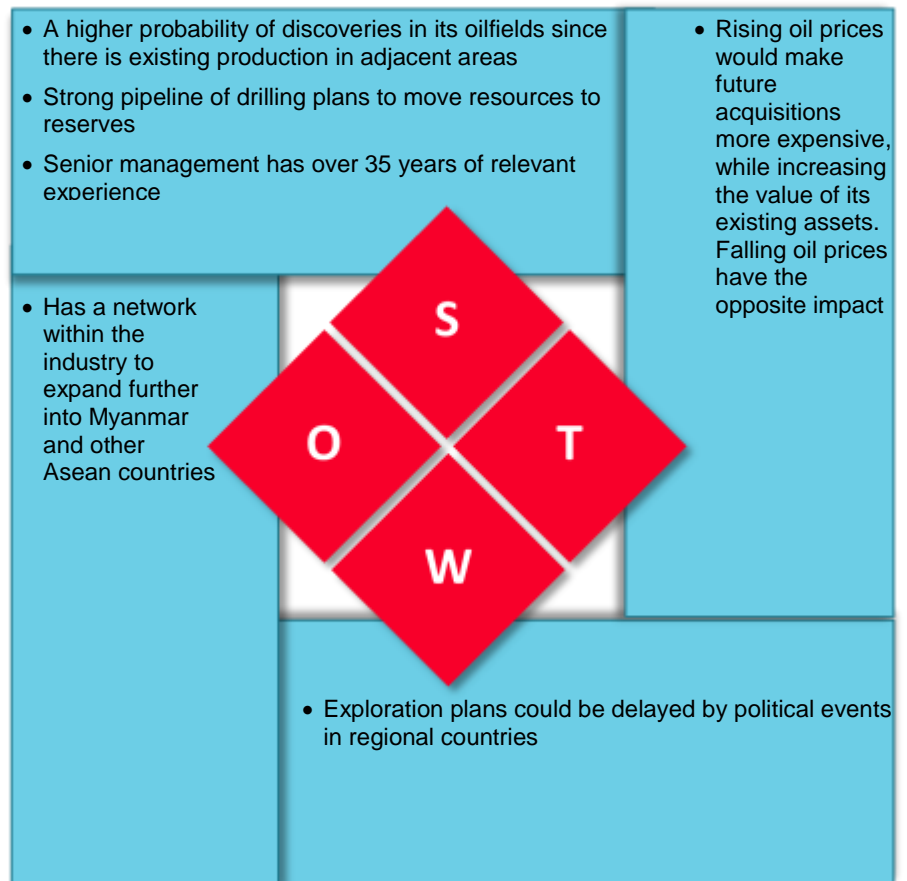 • A higher probability of discoveries in its oilfields since
there is existing production in adjacent areas
• Strong pipeline of drilling plans to move resources to
reserves
• Senior management has over 35 years of relevant
experience
• Rising oil prices
would make
future
acquisitions
more expensive,
while increasing
the value of its
existing assets.
Falling oil prices
have the
opposite impact
• Has a network
within the
industry to
expand further
into Myanmar
and other
Asean countries
S
O
T
W
• Exploration plans could be delayed by political events
in regional countries